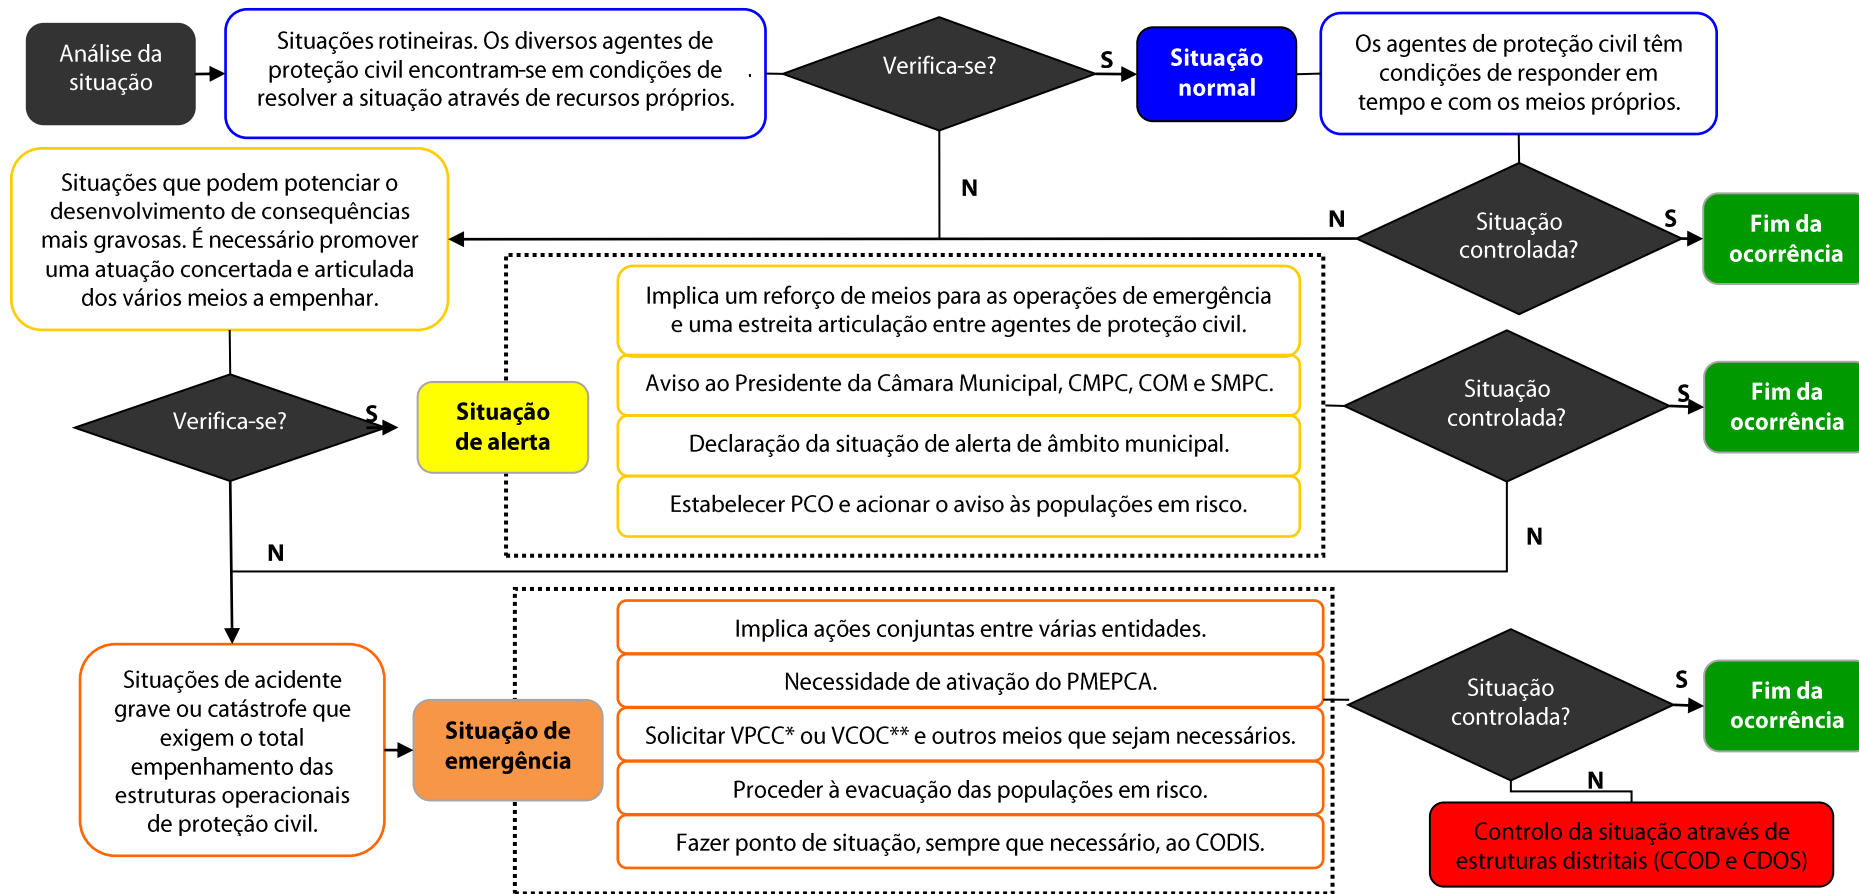 Análise da
situação
Situações rotineiras. Os diversos agentes de
proteção civil encontram-se em condições de
resolver a situação através de recursos próprios.
.
Verifica-se?
S
Situação
normal
Os agentes de proteção civil têm
condições de responder em
tempo e com os meios próprios.
N
Situação
controlada?
N
S
Fim da
ocorrência
Situações que podem potenciar o
desenvolvimento de consequências
mais gravosas. É necessário promover
uma atuação concertada e articulada
dos vários meios a empenhar.
Verifica-se?
S
Situação
de alerta
Implica um reforço de meios para as operações de emergência
e uma estreita articulação entre agentes de proteção civil.
Aviso ao Presidente da Câmara Municipal, CMPC, COM e SMPC.
Declaração da situação de alerta de âmbito municipal.
Estabelecer PCO e acionar o aviso às populações em risco.
Situação
controlada?
S
Fim da
ocorrência
N
N
Situações de acidente
grave ou catástrofe que
exigem o total
empenhamento das
estruturas operacionais
de proteção civil.
Situação de
emergência
Implica ações conjuntas entre várias entidades.
Necessidade de ativação do PMEPCA.
Solicitar VPCC* ou VCOC** e outros meios que sejam necessários.
Proceder à evacuação das populações em risco.
Fazer ponto de situação, sempre que necessário, ao CODIS.
Situação
controlada?
S
Fim da
ocorrência
N
Controlo da situação através de
estruturas distritais (CCOD e CDOS)